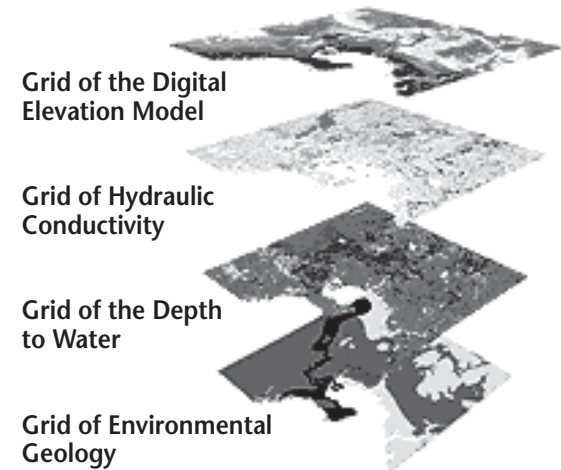 Grid of the Digital
Elevation Model
Grid of Hydraulic
Conductivity
Grid of the Depth
to Water
Grid of Environmental
Geology